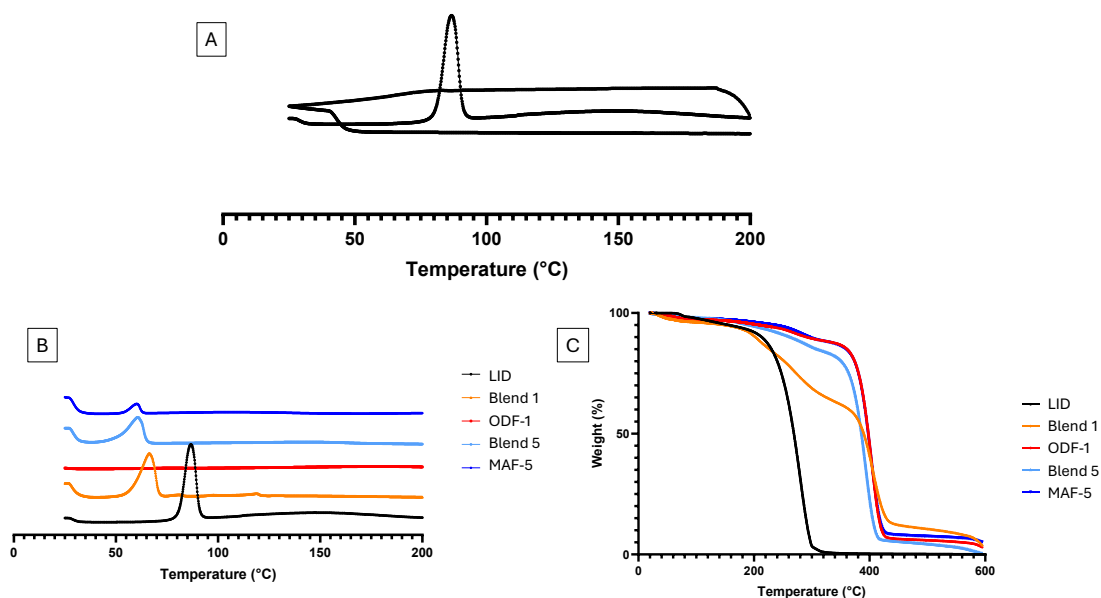 A
0 50 100 150 200
Temperature (°C)
B
LID
Blend 1
ODF-1
Blend 5
MAF-5
0 50 100 150 200
Temperature (°C)
C
100
50
0
Weight (%)
0 200 400 600
Temperature (°C)
LID
Blend 1
ODF-1
Blend 5
MAF-5